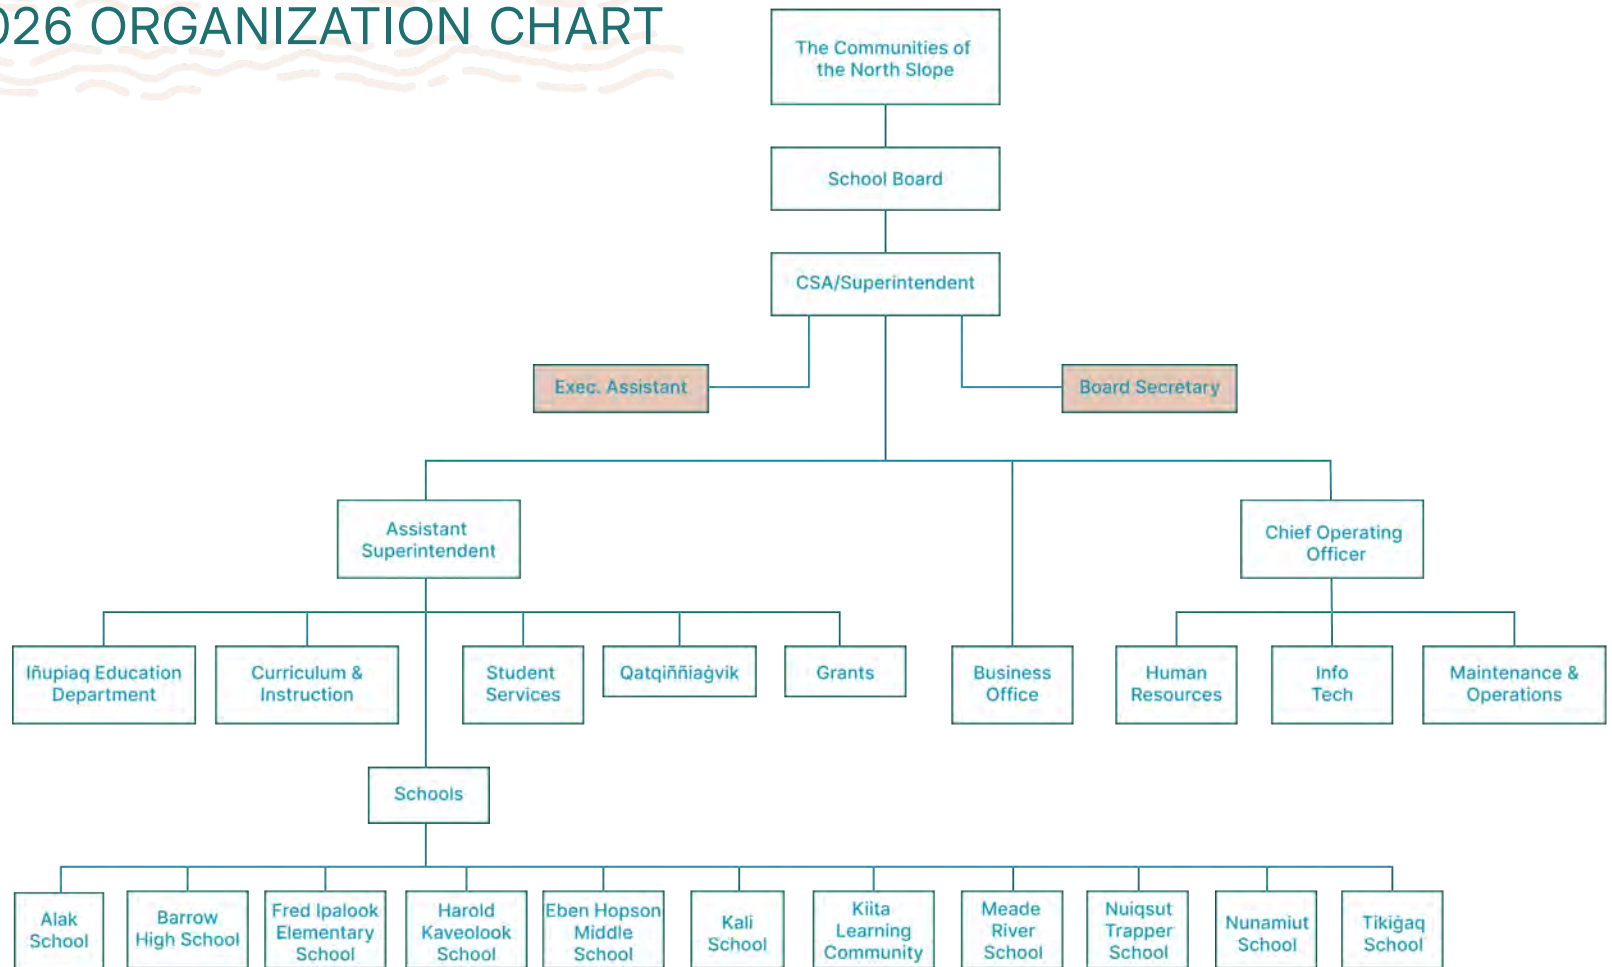 026 ORGANIZATION CHART
The Communities of
the North Slope
School Board
CSA/Superintendent
Exec. Assistant
Board Secretary
Assistant
Superintendent
Chief Operating
Officer
Iñupiaq Education
Department
Curriculum &
Instruction
Student
Services
Qatqiññiaġvik
Grants
Business
Office
Human
Resources
Info
Tech
Maintenance &
Operations
Schools
Alak
School
Barrow
High School
Fred Ipalook
Elementary
School
Harold
Kaveolook
School
Eben Hopson
Middle
School
Kali
School
Kiita
Learning
Community
Meade
River
School
Nuiqsut
Trapper
School
Nunamiut
School
Tikiġaq
School